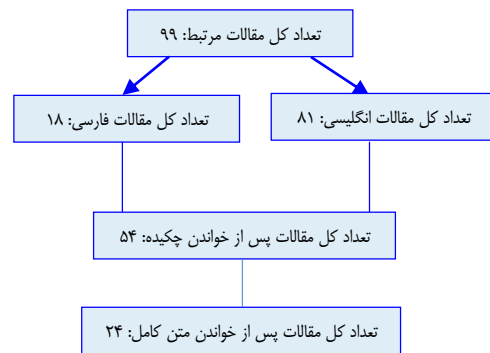 تعداد کل مقالات مرتبط: ۹۹
تعداد کل مقالات انگلیسی: ۸۱
تعداد کل مقالات فارسی: ۱۸
تعداد کل مقالات پس از خواندن چکیده: ۵۴
تعداد کل مقالات پس از خواندن متن کامل: ۲۴